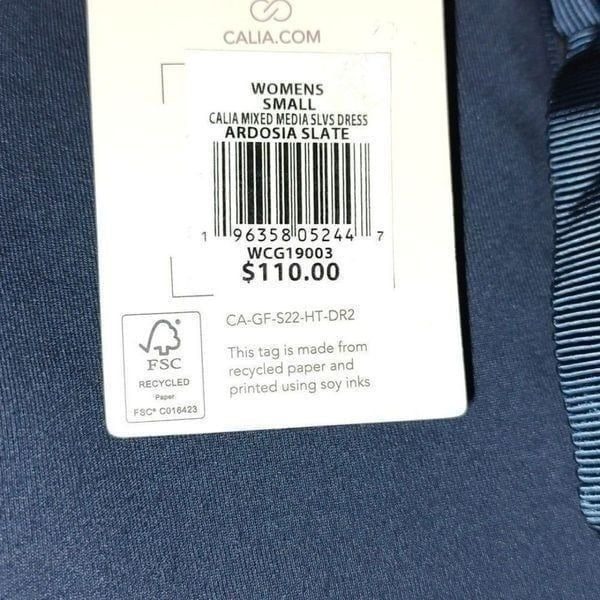 CALIA.COM
WOMENS
SMALL
CALIA MIXED MEDIA SLVS DRESS
ARDOSIA SLATE
1 96358 05244 7
WCG19003
$110.00
CA-GF-S22-HT-DR2
This tag is made from
recycled paper and
printed using soy inks
FSC
RECYCLED
Paper
FSC® C016423